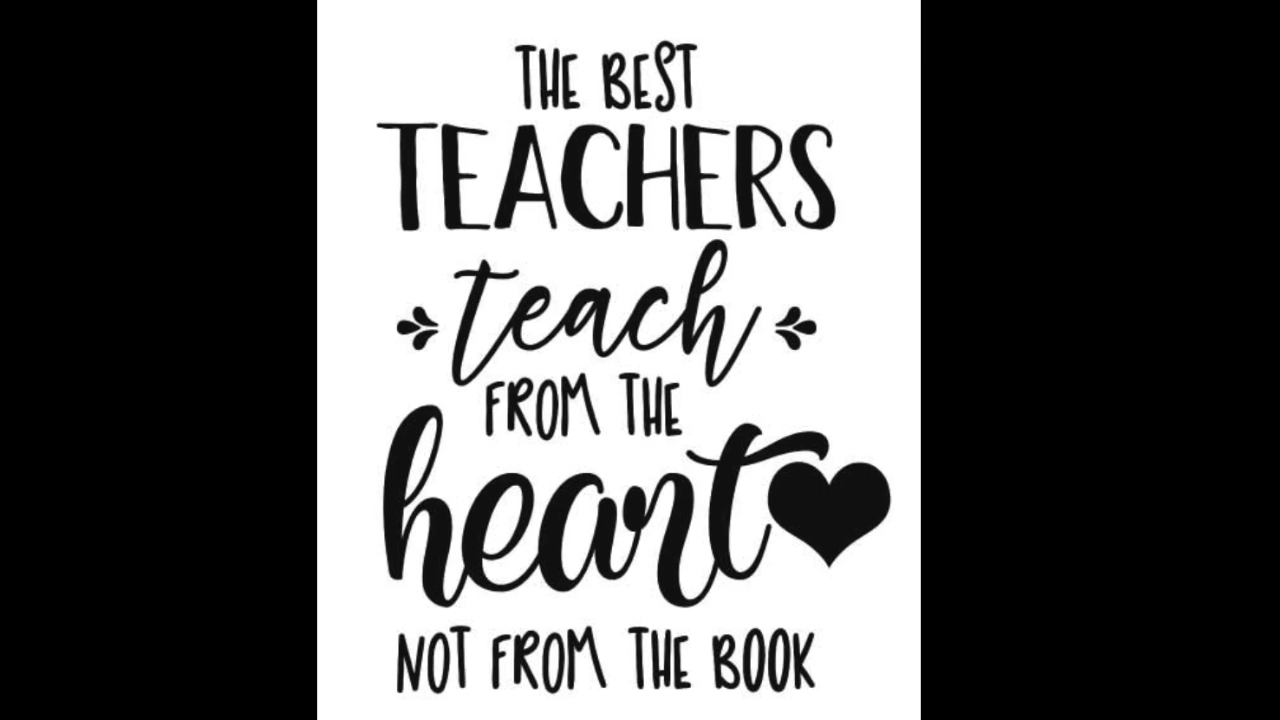 THE BEST
TEACHERS
teach
FROM THE
heart
NOT FROM THE BOOK